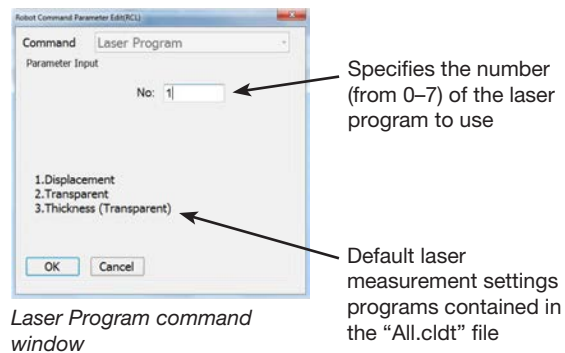 Robot Command Parameter Edit(RCL)
Command Laser Program
Parameter Input
No: 1
1.Displacement
2.Transparent
3.Thickness (Transparent)
OK Cancel
Laser Program command
window
Specifies the number
(from 0–7) of the laser
program to use
Default laser
measurement settings
programs contained in
the “All.cldt” file